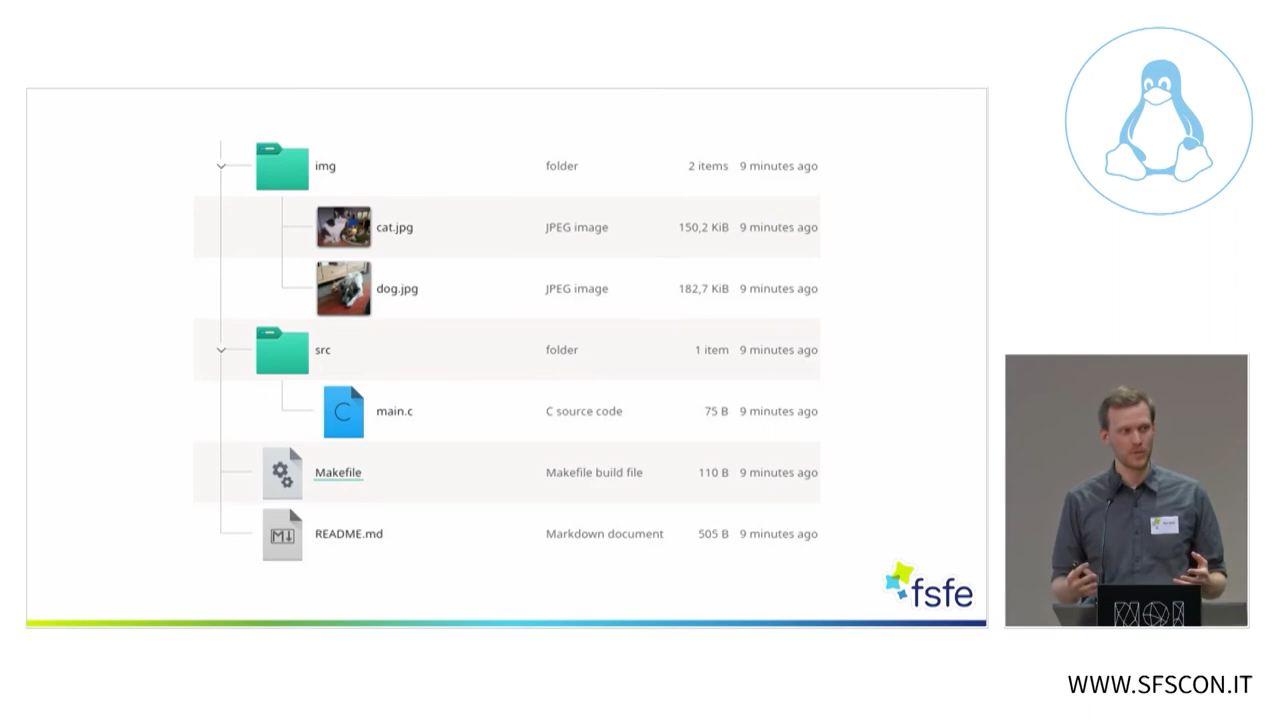 img folder 2 items 9 minutes ago
cat.jpg JPEG image 150,2 KiB 9 minutes ago
dog.jpg JPEG image 182,7 KiB 9 minutes ago
src folder 1 item 9 minutes ago
C
main.c C source code 75 B 9 minutes ago
Makefile Makefile build file 110 B 9 minutes ago
M README.md Markdown document 505 B 9 minutes ago
fsfe
NOI
WWW.SFSCON.IT